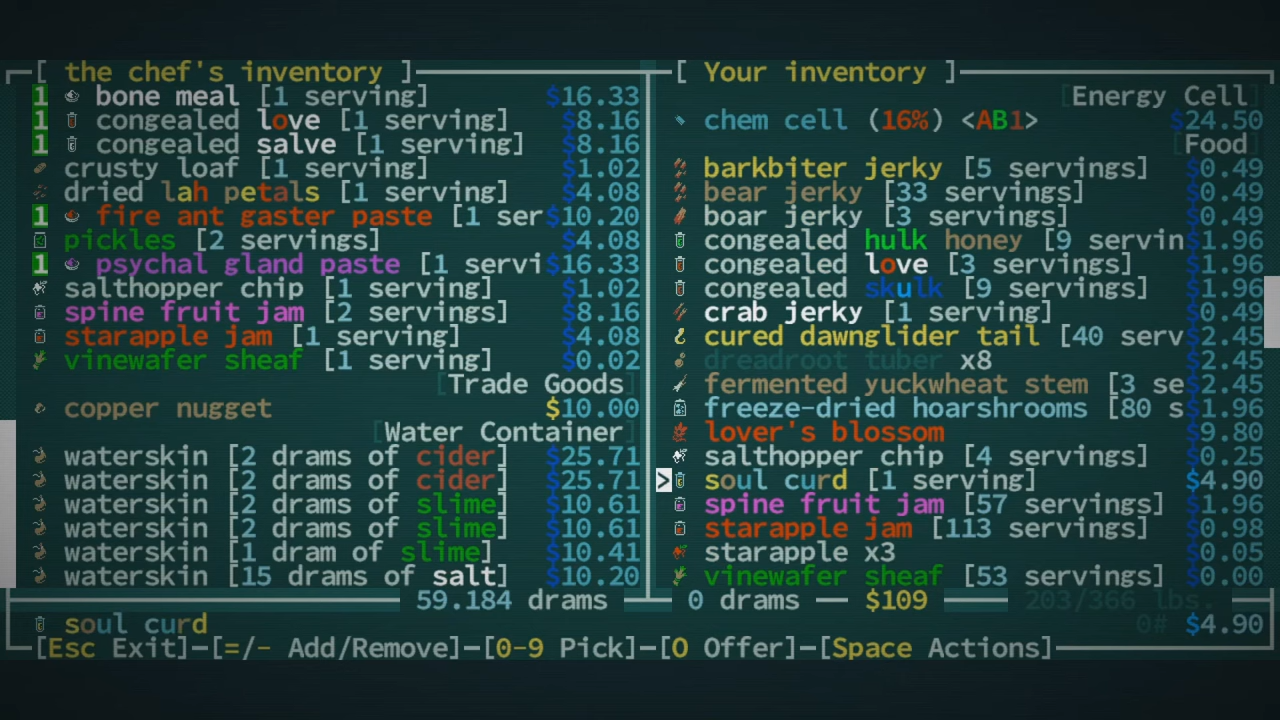 [ the chef's inventory ]
1 bone meal [1 serving] $16.33
1 congealed love [1 serving] $8.16
1 congealed salve [1 serving] $8.16
crusty loaf [1 serving] $1.02
dried lah petals [1 serving] $4.08
1 fire ant gaster paste [1 ser $10.20
pickles [2 servings] $4.08
1 psychal gland paste [1 servi $16.33
salthopper chip [1 serving] $1.02
spine fruit jam [2 servings] $8.16
starapple jam [1 serving] $4.08
vinewafer sheaf [1 serving] $0.02
[Trade Goods]
copper nugget $10.00
[Water Container]
waterskin [2 drams of cider] $25.71
waterskin [2 drams of cider] $25.71
waterskin [2 drams of slime] $10.61
waterskin [2 drams of slime] $10.61
waterskin [1 dram of slime] $10.41
waterskin [15 drams of salt] $10.20
59.184 drams
[ Your inventory ]
[Energy Cell]
chem cell (16%) <AB1> $24.50
[Food]
barkbiter jerky [5 servings] $0.49
bear jerky [33 servings] $0.49
boar jerky [3 servings] $0.49
congealed hulk honey [9 servin $1.96
congealed love [3 servings] $1.96
congealed skulk [9 servings] $1.96
crab jerky [1 serving] $0.49
cured dawnglider tail [40 serv $2.45
dreadroot tuber x8 $2.45
fermented yuckwheat stem [3 se $2.45
freeze-dried hoarshrooms [80 s $1.96
lover's blossom $9.80
salthopper chip [4 servings] $0.25
> soul curd [1 serving] $4.90
spine fruit jam [57 servings] $1.96
starapple jam [113 servings] $0.98
starapple x3 $0.05
vinewafer sheaf [53 servings] $0.00
0 drams — $109 203/366 lbs.
soul curd 0# $4.90
[Esc Exit]—[=/- Add/Remove]—[0-9 Pick]—[O Offer]—[Space Actions]